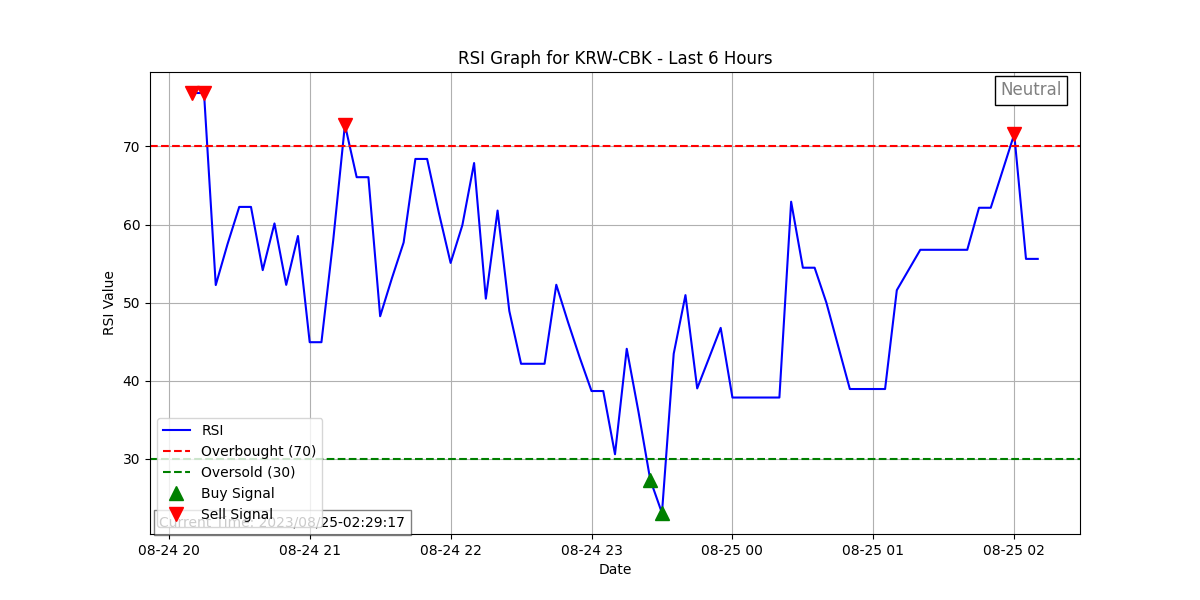 RSI Graph for KRW-CBK - Last 6 Hours
Neutral
RSI Value
70
60
50
40
30
RSI
Overbought (70)
Oversold (30)
Buy Signal
Sell Signal
Current Time: 2023/08/25-02:29:17
08-24 20
08-24 21
08-24 22
08-24 23
08-25 00
08-25 01
08-25 02
Date